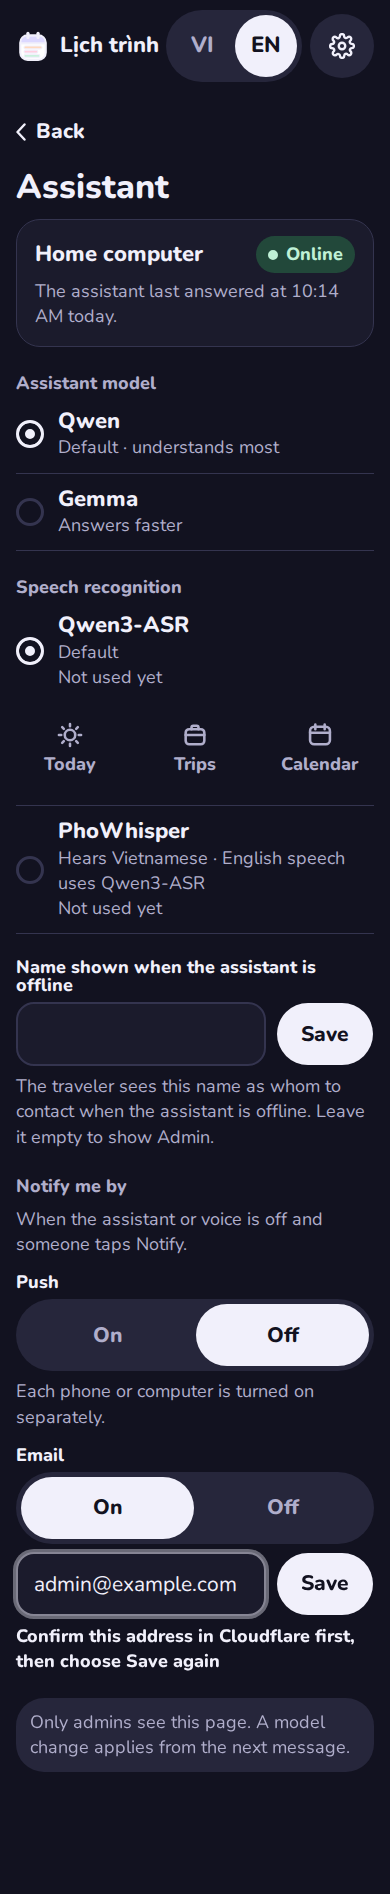 Lịch trình
VI
EN
Back
Assistant
Home computer
Online
The assistant last answered at 10:14
AM today.
Assistant model
Qwen
Default · understands most
Gemma
Answers faster
Speech recognition
Qwen3-ASR
Default
Not used yet
Today
Trips
Calendar
PhoWhisper
Hears Vietnamese · English speech
uses Qwen3-ASR
Not used yet
Name shown when the assistant is
offline
Save
The traveler sees this name as whom to
contact when the assistant is offline. Leave
it empty to show Admin.
Notify me by
When the assistant or voice is off and
someone taps Notify.
Push
On
Off
Each phone or computer is turned on
separately.
Email
On
Off
admin@example.com
Save
Confirm this address in Cloudflare first,
then choose Save again
Only admins see this page. A model
change applies from the next message.